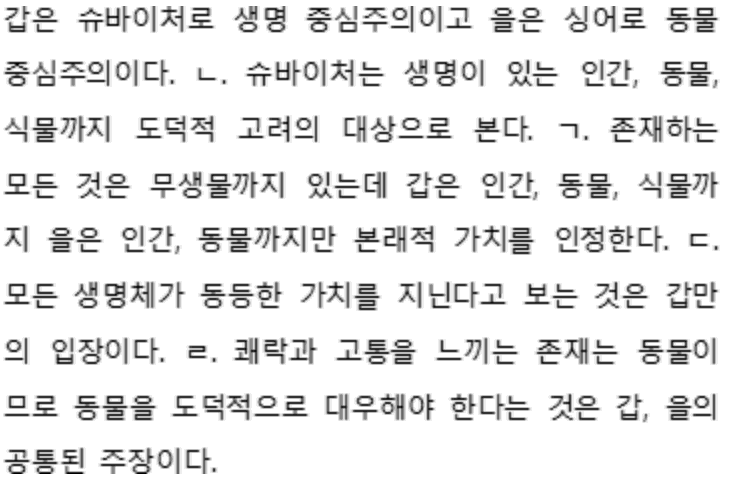 갑은 슈바이처로 생명 중심주의이고 을은 싱어로 동물
중심주의이다. ㄴ. 슈바이처는 생명이 있는 인간, 동물,
식물까지 도덕적 고려의 대상으로 본다. ㄱ. 존재하는
모든 것은 무생물까지 있는데 갑은 인간, 동물, 식물까
지 을은 인간, 동물까지만 본래적 가치를 인정한다. ㄷ.
모든 생명체가 동등한 가치를 지닌다고 보는 것은 갑만
의 입장이다. ㄹ. 쾌락과 고통을 느끼는 존재는 동물이
므로 동물을 도덕적으로 대우해야 한다는 것은 갑, 을의
공통된 주장이다.